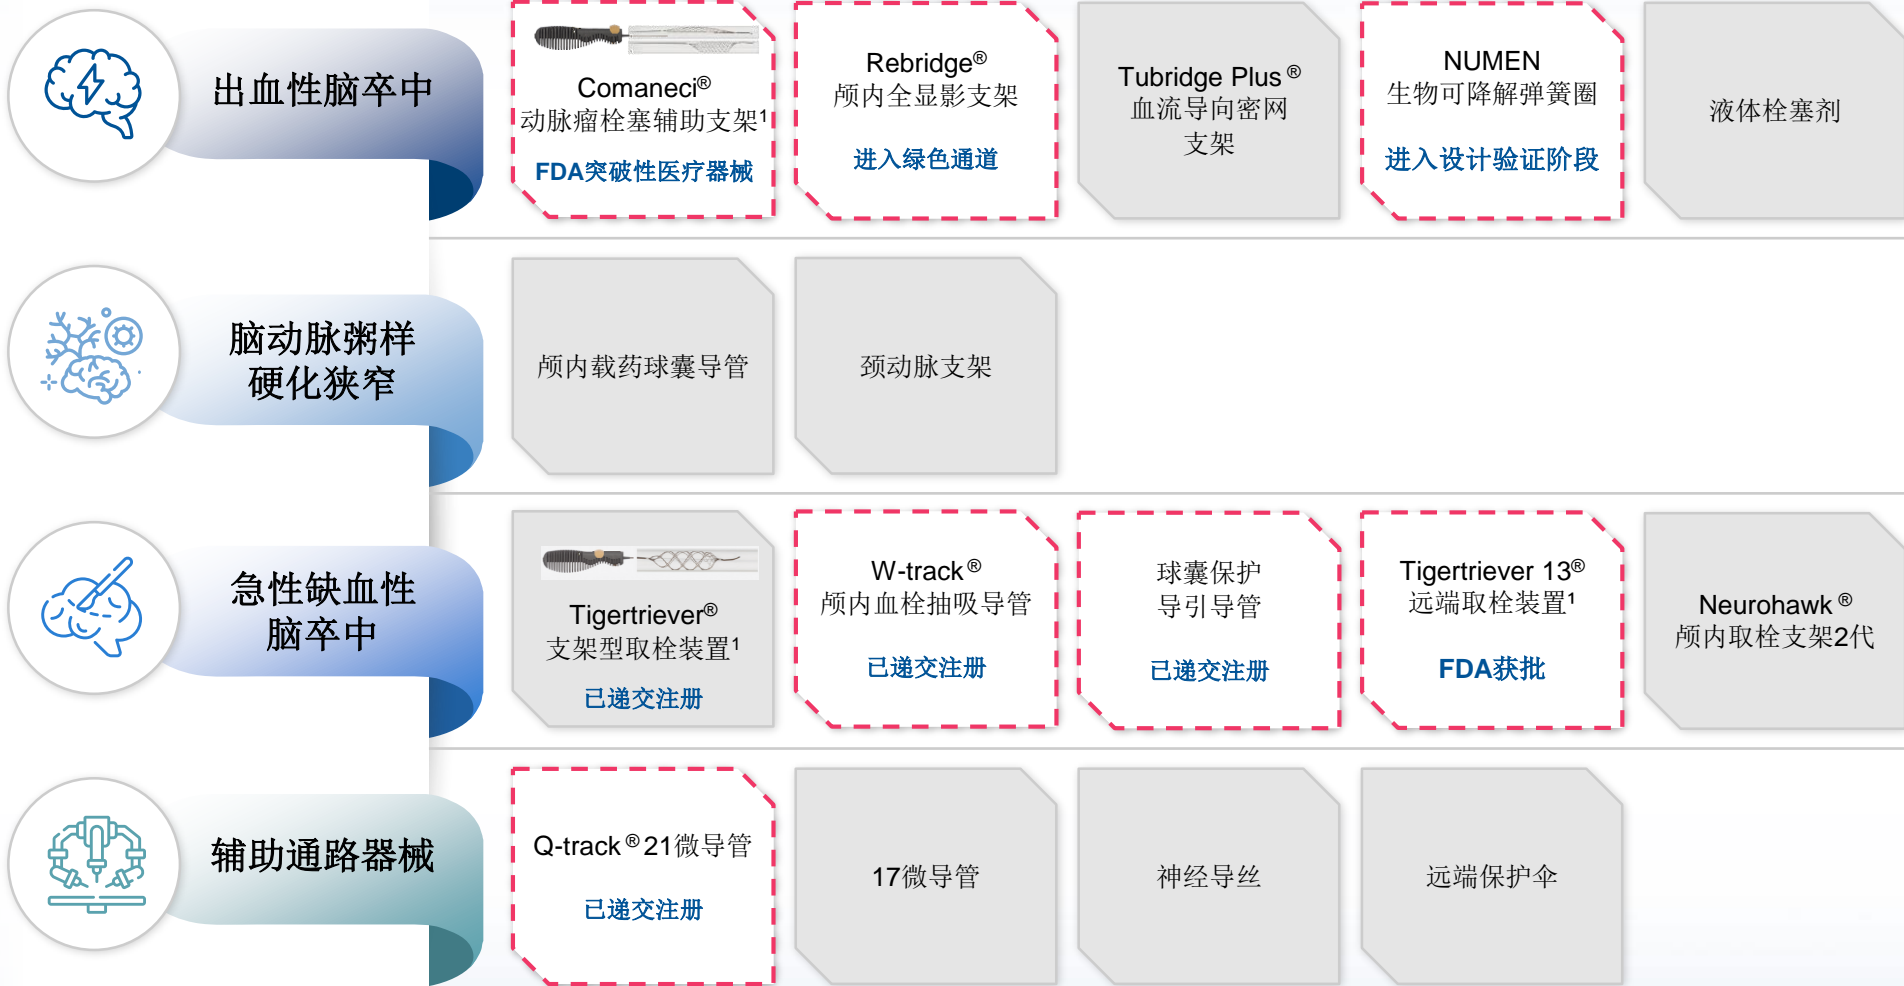 出血性脑卒中
Comaneci®
动脉瘤栓塞辅助支架1
FDA突破性医疗器械
Rebridge®
颅内全显影支架
进入绿色通道
Tubridge Plus ®
血流导向密网
支架
NUMEN
生物可降解弹簧圈
进入设计验证阶段
液体栓塞剂
脑动脉粥样
硬化狭窄
颅内载药球囊导管
颈动脉支架
急性缺血性
脑卒中
Tigertriever®
支架型取栓装置1
已递交注册
W-track ®
颅内血栓抽吸导管
已递交注册
球囊保护
导引导管
已递交注册
Tigertriever 13®
远端取栓装置1
FDA获批
Neurohawk ®
颅内取栓支架2代
辅助通路器械
Q-track ® 21微导管
已递交注册
17微导管
神经导丝
远端保护伞